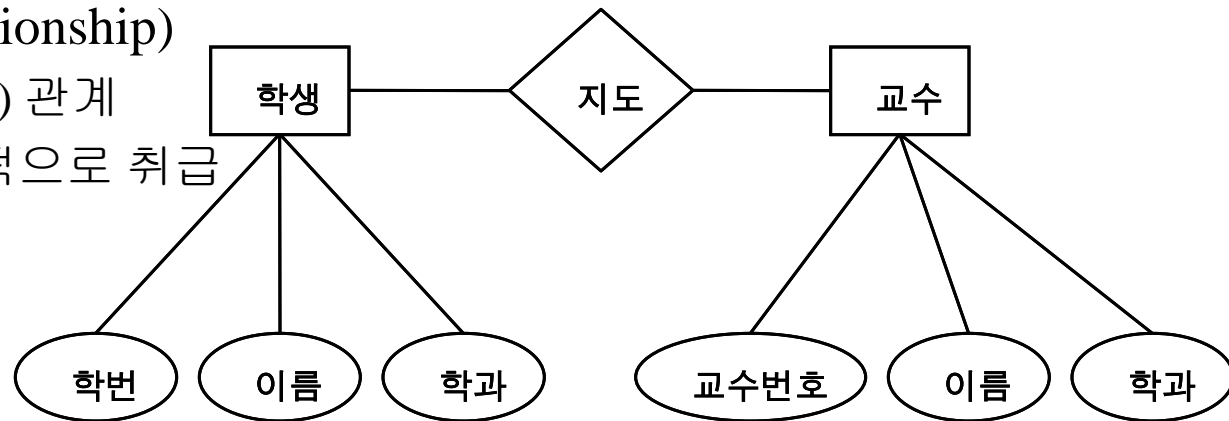 ionship)
학생 지도 교수
) 관계
적으로 취급
학번 이름 학과 교수번호 이름 학과